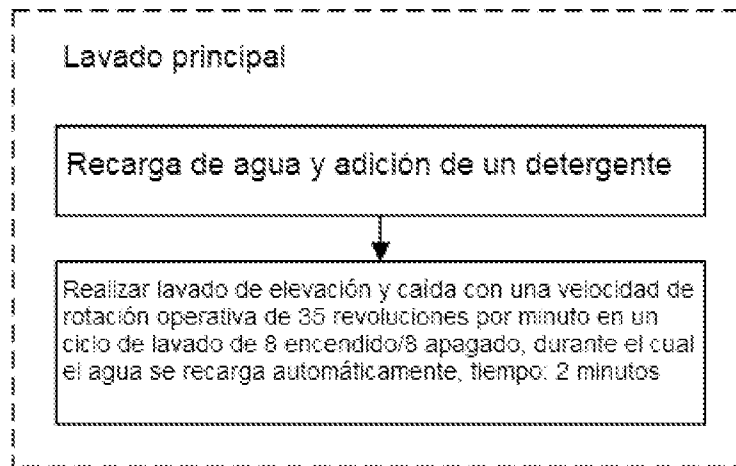 Lavado principal
Recarga de agua y adición de un detergente
Realizar lavado de elevación y caída con una velocidad de
rotación operativa de 35 revoluciones por minuto en un
ciclo de lavado de 8 encendido/8 apagado, durante el cual
el agua se recarga automáticamente, tiempo: 2 minutos